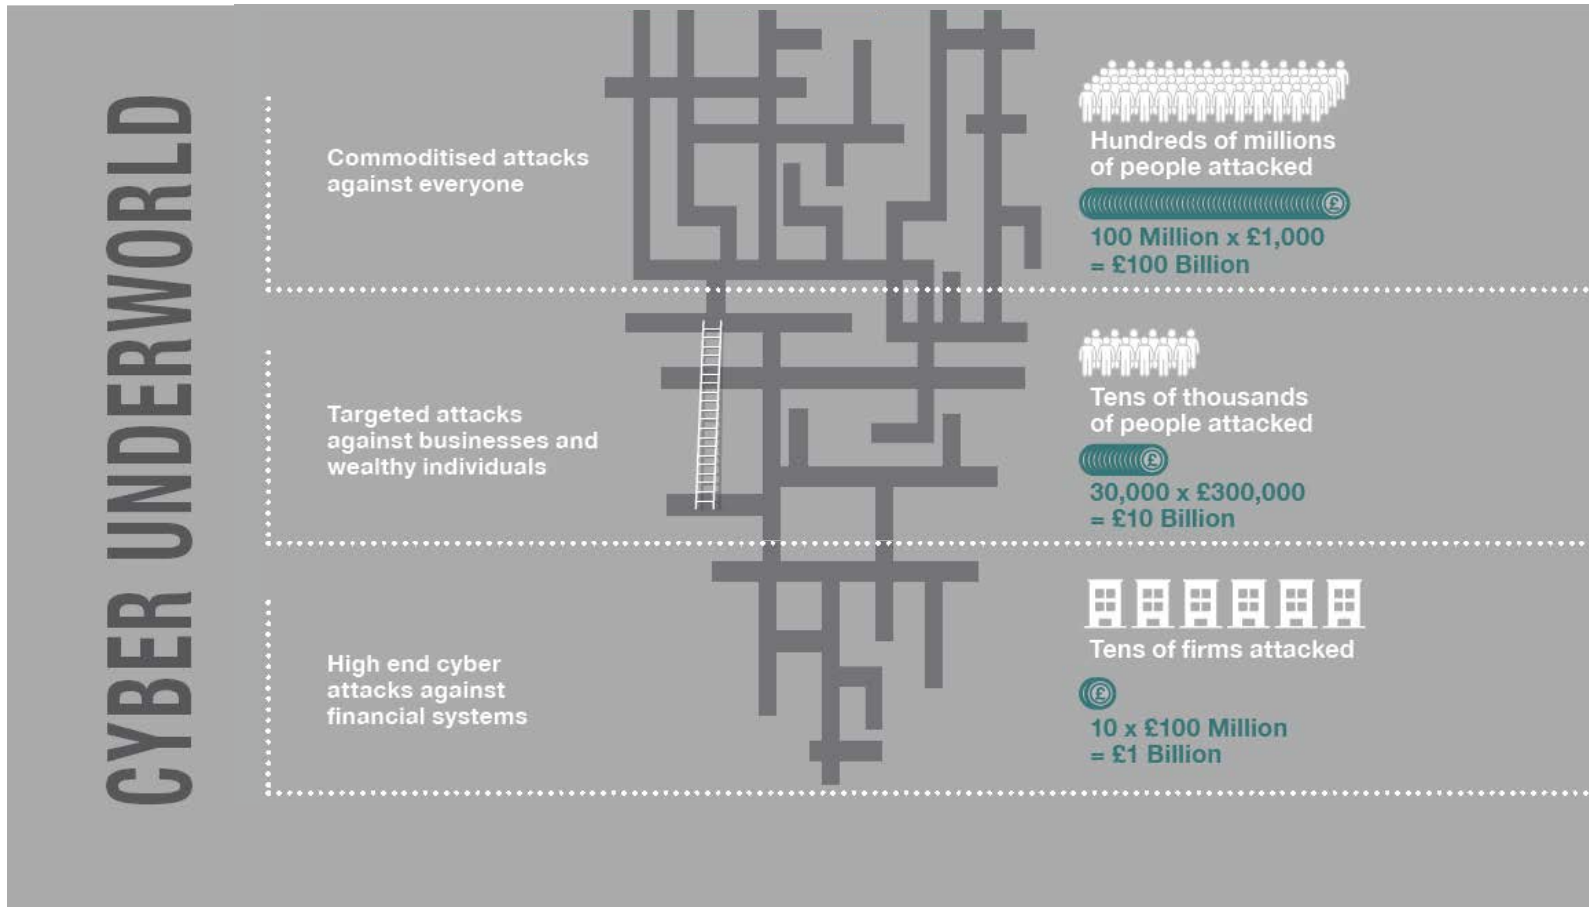 CYBER UNDERWORLD
Commoditised attacks
against everyone
Hundreds of millions
of people attacked
£
100 Million x £1,000
= £100 Billion
Targeted attacks
against businesses and
wealthy individuals
Tens of thousands
of people attacked
£
30,000 x £300,000
= £10 Billion
High end cyber
attacks against
financial systems
Tens of firms attacked
£
10 x £100 Million
= £1 Billion